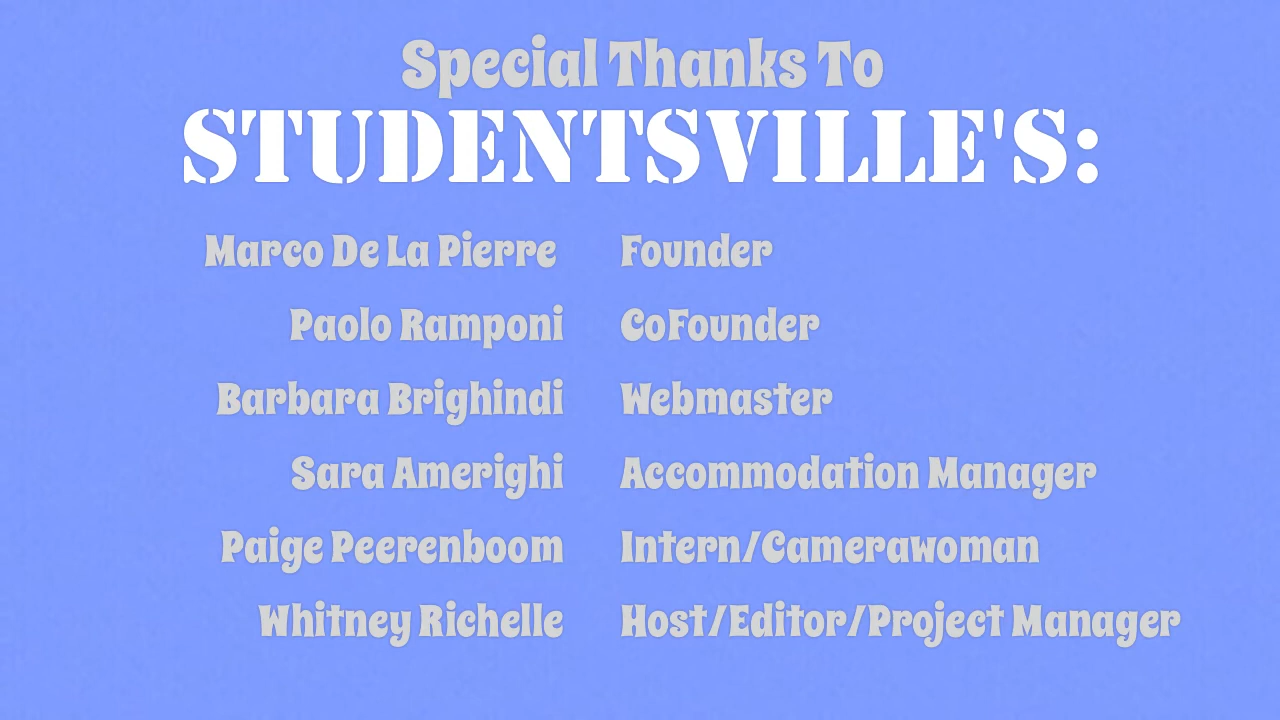 Special Thanks To
STUDENTSVILLE'S:
Marco De La Pierre Founder
Paolo Ramponi CoFounder
Barbara Brighindi Webmaster
Sara Amerighi Accommodation Manager
Paige Peerenboom Intern/Camerawoman
Whitney Richelle Host/Editor/Project Manager